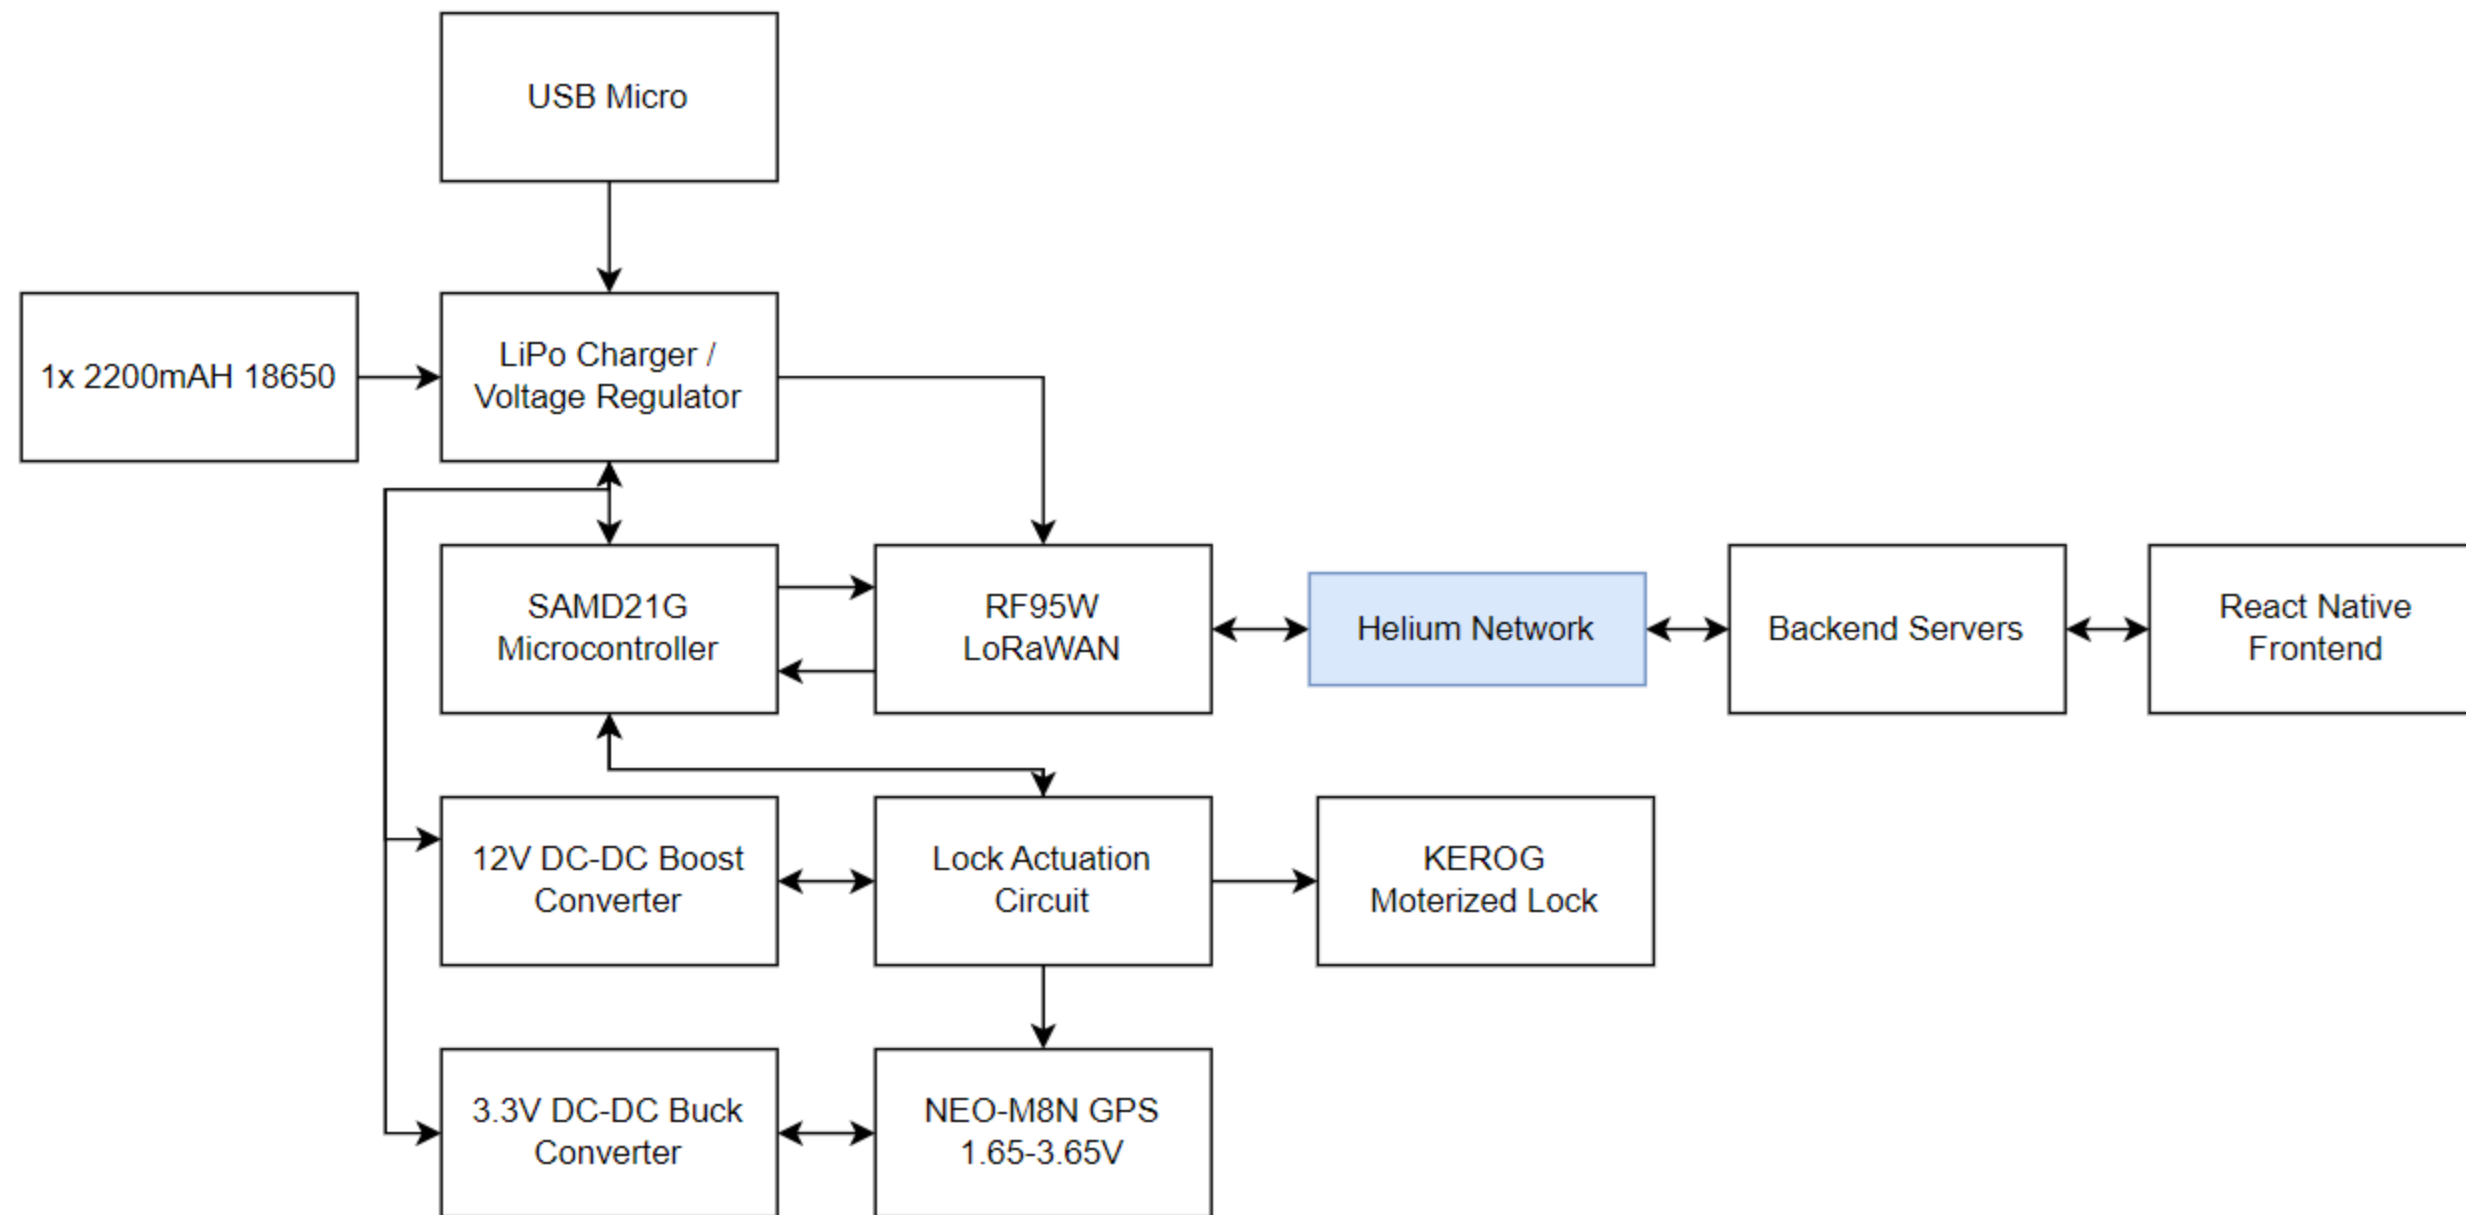 USB Micro
1x 2200mAH 18650
LiPo Charger /
Voltage Regulator
SAMD21G
Microcontroller
RF95W
LoRaWAN
Helium Network
Backend Servers
React Native
Frontend
12V DC-DC Boost
Converter
Lock Actuation
Circuit
KEROG
Moterized Lock
3.3V DC-DC Buck
Converter
NEO-M8N GPS
1.65-3.65V